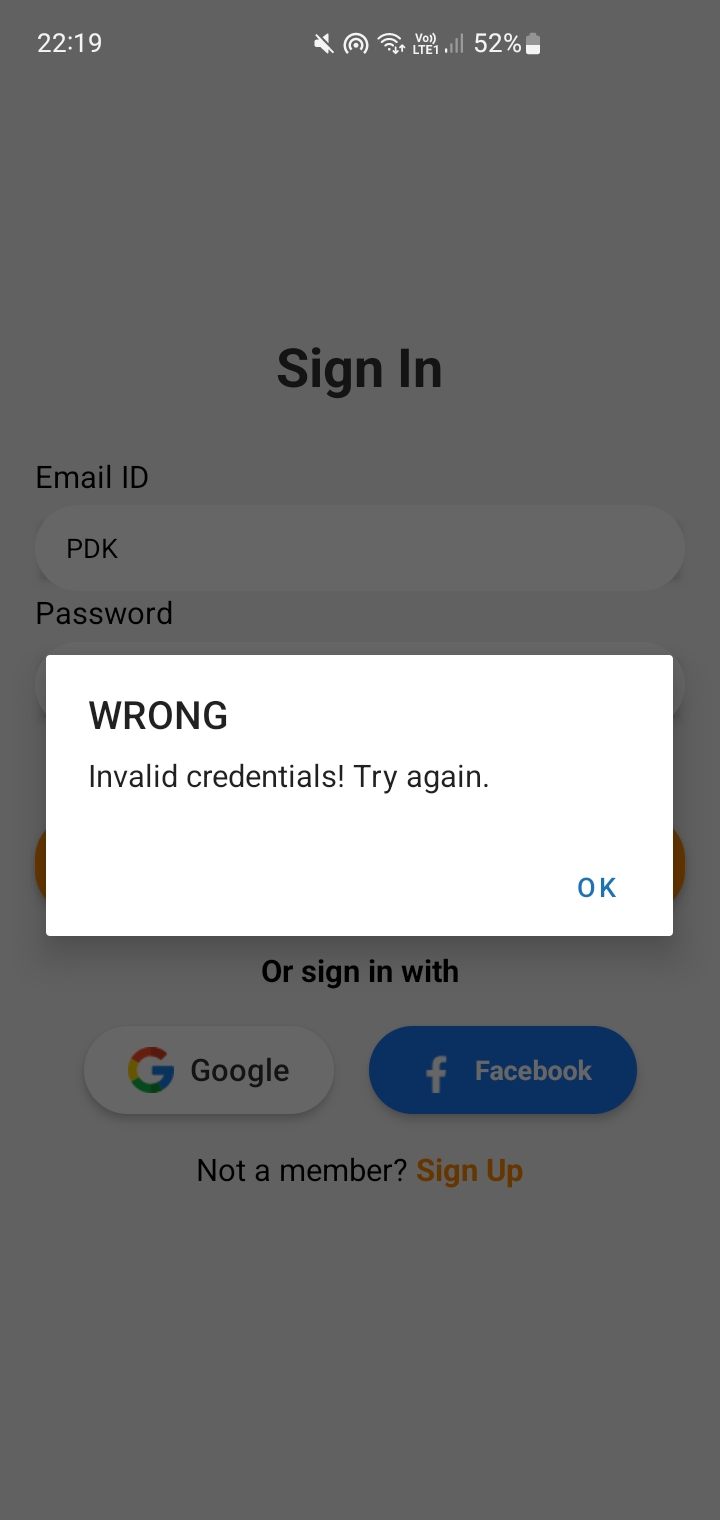 22:19 Vo)) LTE1 52%
Sign In
Email ID
PDK
Password
WRONG
Invalid credentials! Try again.
OK
Or sign in with
Google Facebook
Not a member? Sign Up